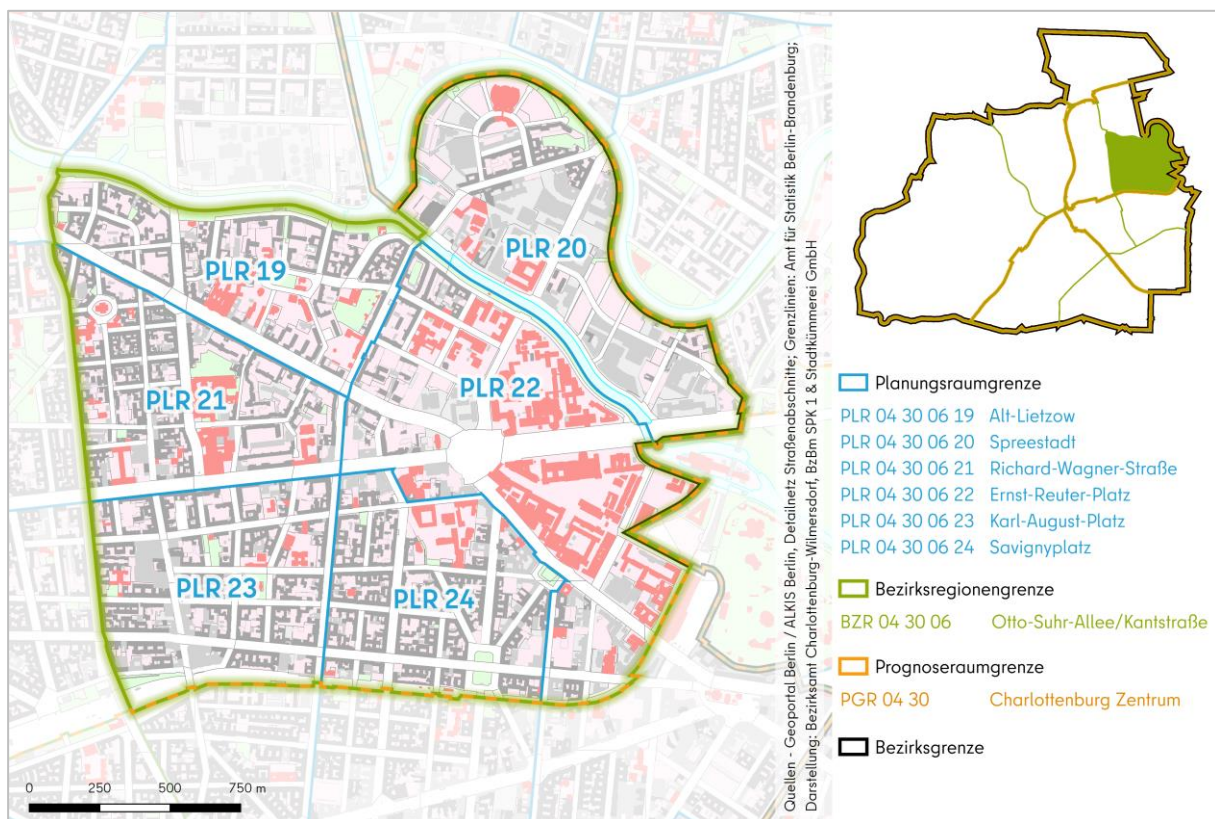 PLR 19
PLR 20
PLR 21
PLR 22
PLR 23
PLR 24
0 250 500 750 m
Quellen - Geoportal Berlin / ALKIS Berlin, Detailnetz Straßenabschnitte; Grenzlinien: Amt für Statistik Berlin-Brandenburg;
Darstellung: Bezirksamt Charlottenburg-Wilmersdorf, BzBm SPK 1 & Stadtkümmerei GmbH
Planungsraumgrenze
PLR 04 30 06 19 Alt-Lietzow
PLR 04 30 06 20 Spreestadt
PLR 04 30 06 21 Richard-Wagner-Straße
PLR 04 30 06 22 Ernst-Reuter-Platz
PLR 04 30 06 23 Karl-August-Platz
PLR 04 30 06 24 Savignyplatz
Bezirksregionengrenze
BZR 04 30 06 Otto-Suhr-Allee/Kantstraße
Prognoseraumgrenze
PGR 04 30 Charlottenburg Zentrum
Bezirksgrenze